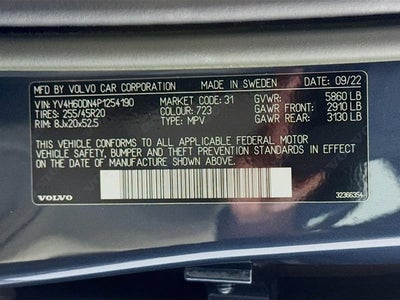 MFD BY VOLVO CAR CORPORATION MADE IN SWEDEN 09/22
VIN: YV4H60DN4P1254190 MARKET CODE: 31 GVWR: 5860 LB
TIRES: 255/45R20 COLOUR: 723 GAWR FRONT: 2910 LB
RIM: 8Jx20x52.5 TYPE: MPV GAWR REAR: 3130 LB
THIS VEHICLE CONFORMS TO ALL APPLICABLE FEDERAL MOTOR
VEHICLE SAFETY, BUMPER AND THEFT PREVENTION STANDARDS IN EFFECT
ON THE DATE OF MANUFACTURE SHOWN ABOVE.
VOLVO 32366354